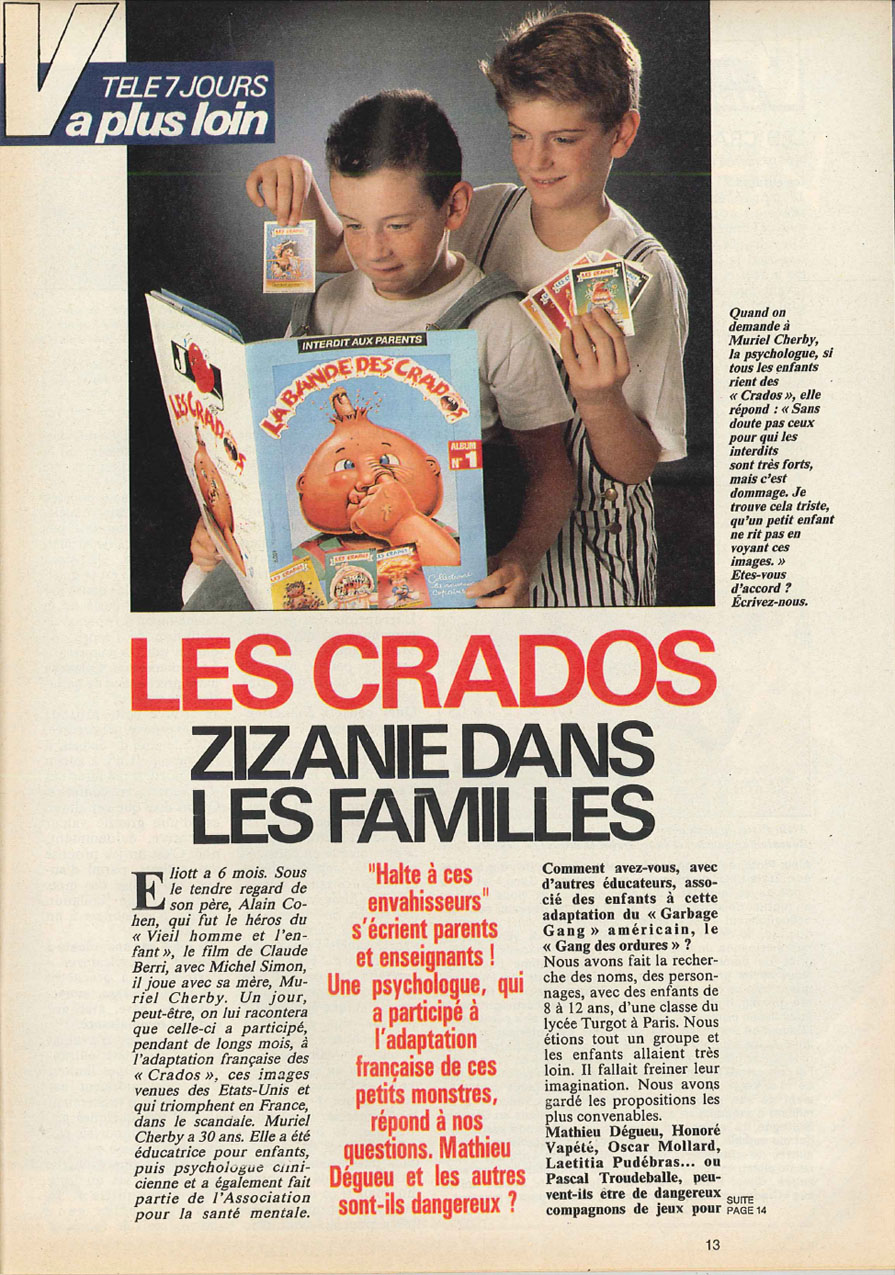 V
TELE 7 JOURS
a plus loin
LES CRADOS
LES CRADOS
INTERDIT AUX PARENTS
LA BANDE DES CRADOS
ALBUM
N° 1
J
LES CRADOS
LES CRADOS
LES CRADOS
LES CRADOS
Quand on
demande à
Muriel Cherby,
la psychologue, si
tous les enfants
rient des
« Crados », elle
répond : « Sans
doute pas ceux
pour qui les
interdits
sont très forts,
mais c'est
dommage. Je
trouve cela triste,
qu'un petit enfant
ne rit pas en
voyant ces
images. »
Etes-vous
d'accord ?
Écrivez-nous.
LES CRADOS
ZIZANIE DANS
LES FAMILLES
Eliott a 6 mois. Sous
le tendre regard de
son père, Alain Co-
hen, qui fut le héros du
« Vieil homme et l'en-
fant », le film de Claude
Berri, avec Michel Simon,
il joue avec sa mère, Mu-
riel Cherby. Un jour,
peut-être, on lui racontera
que celle-ci a participé,
pendant de longs mois, à
l'adaptation française des
« Crados », ces images
venues des Etats-Unis et
qui triomphent en France,
dans le scandale. Muriel
Cherby a 30 ans. Elle a été
éducatrice pour enfants,
puis psychologue clini-
cienne et a également fait
partie de l'Association
pour la santé mentale.
"Halte à ces
envahisseurs"
s'écrient parents
et enseignants !
Une psychologue, qui
a participé à
l'adaptation
française de ces
petits monstres,
répond à nos
questions. Mathieu
Dégueu et les autres
sont-ils dangereux ?
Comment avez-vous, avec
d'autres éducateurs, asso-
cié des enfants à cette
adaptation du « Garbage
Gang » américain, le
« Gang des ordures » ?
Nous avons fait la recher-
che des noms, des person-
nages, avec des enfants de
8 à 12 ans, d'une classe du
lycée Turgot à Paris. Nous
étions tout un groupe et
les enfants allaient très
loin. Il fallait freiner leur
imagination. Nous avons
gardé les propositions les
plus convenables.
Mathieu Dégueu, Honoré
Vapété, Oscar Mollard,
Laetitia Pudébras... ou
Pascal Troudeballe, peu-
vent-ils être de dangereux
compagnons de jeux pour
SUITE
PAGE 14
13